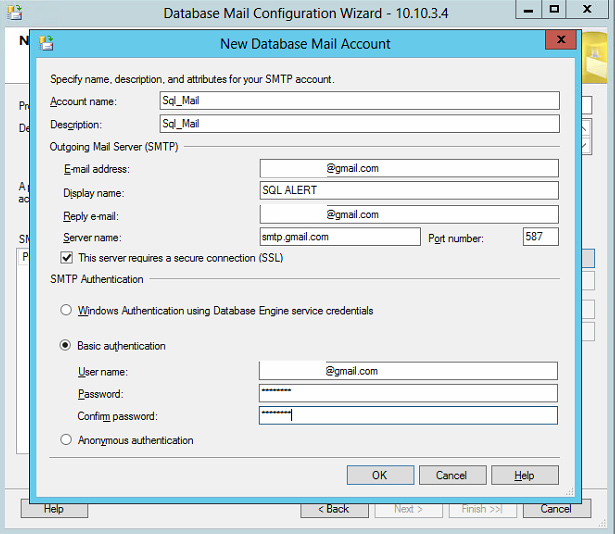 Database Mail Configuration Wizard - 10.10.3.4
New Database Mail Account
X
Specify name, description, and attributes for your SMTP account.
Account name: Sql_Mail
Description: Sql_Mail
Outgoing Mail Server (SMTP)
E-mail address: @gmail.com
Display name: SQL ALERT
Reply e-mail: @gmail.com
Server name: smtp.gmail.com Port number: 587
This server requires a secure connection (SSL)
SMTP Authentication
Windows Authentication using Database Engine service credentials
Basic authentication
User name: @gmail.com
Password: ********
Confirm password: ********
Anonymous authentication
OK Cancel Help
Help < Back Next > Finish >>| Cancel